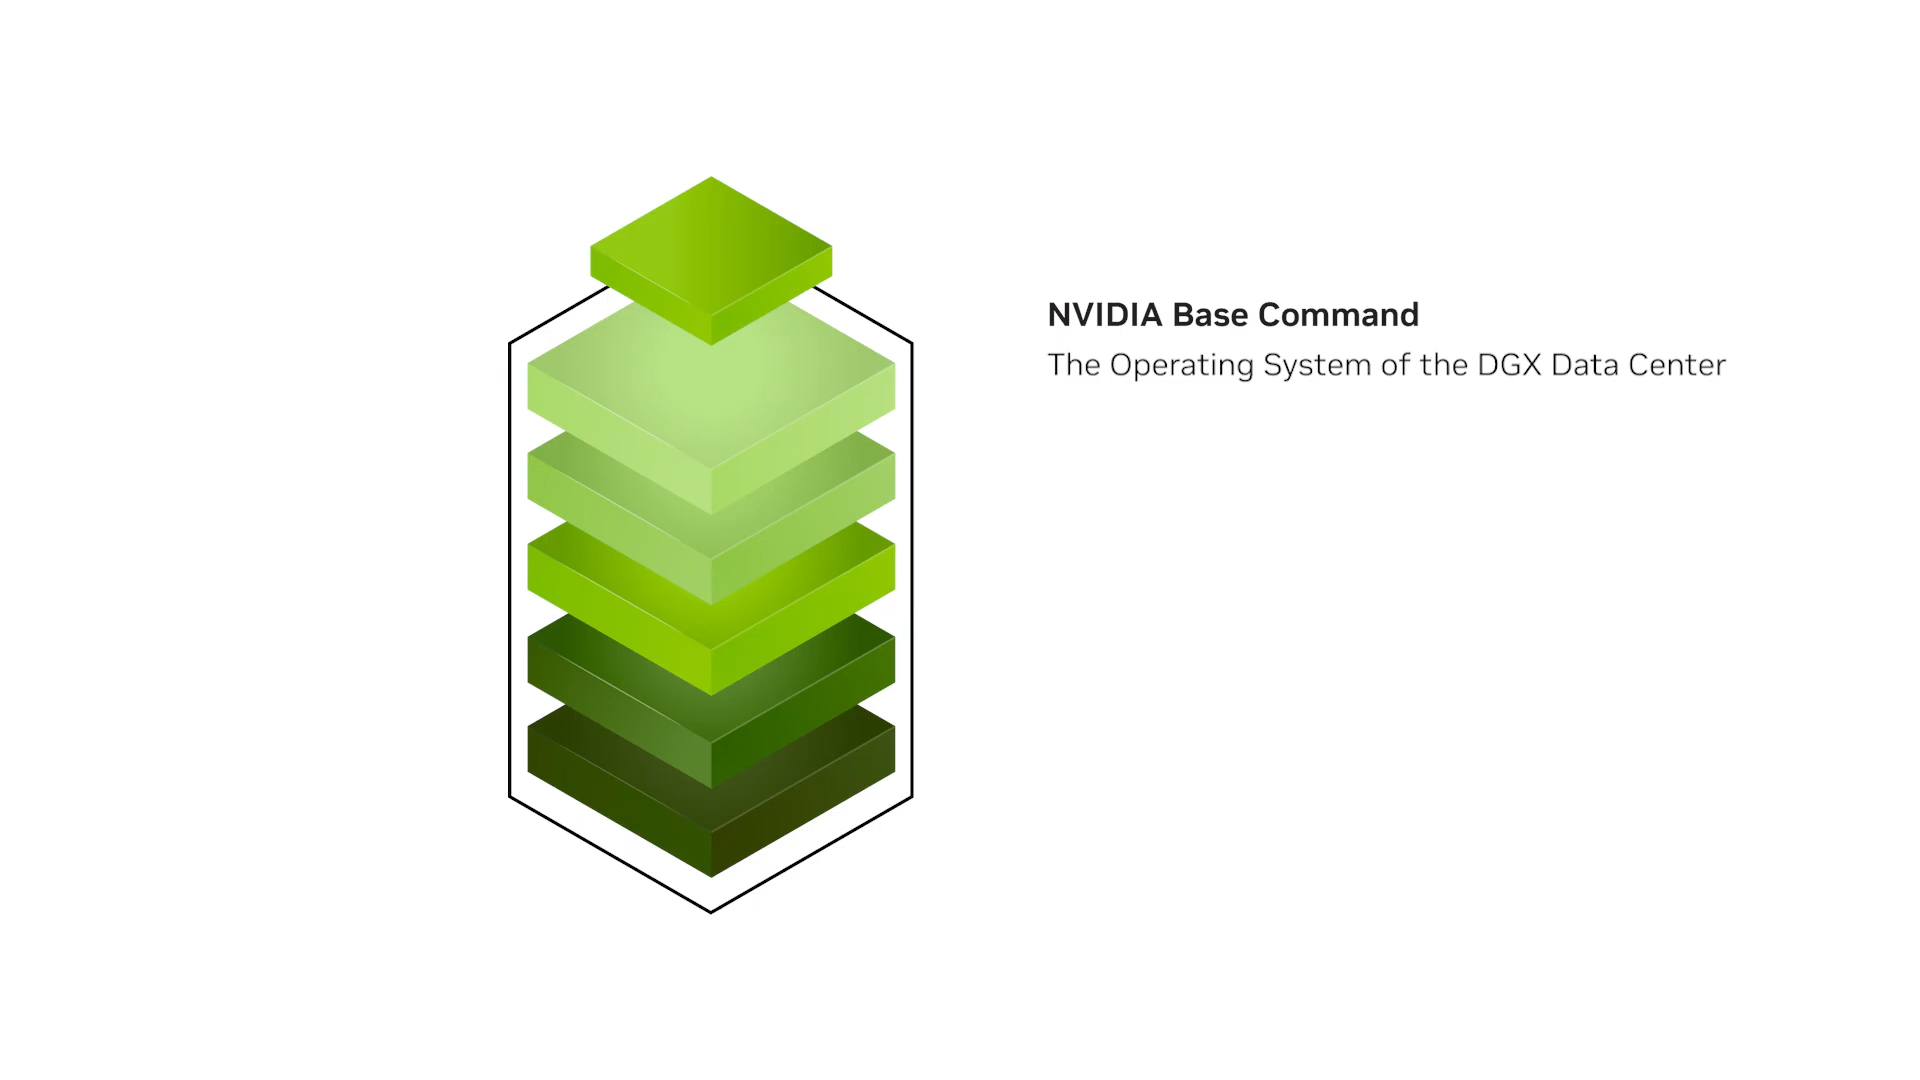 NVIDIA Base Command
The Operating System of the DGX Data Center